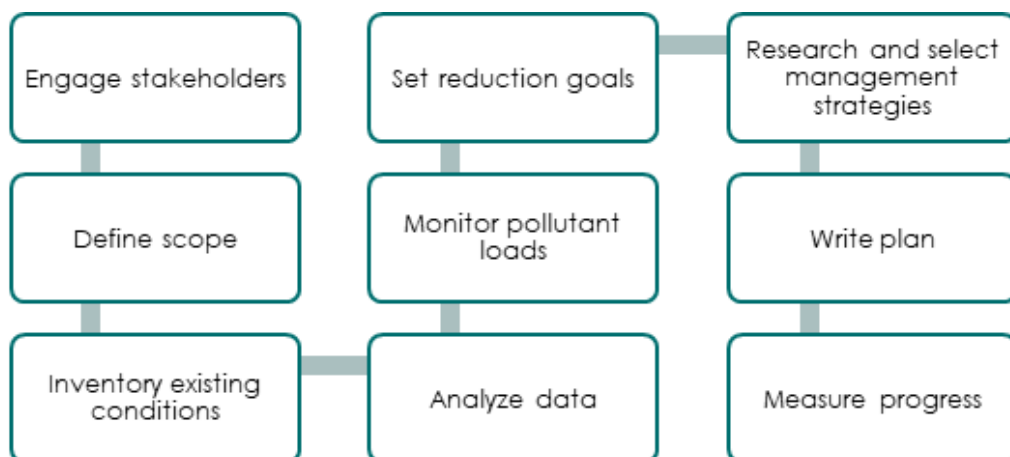 Engage stakeholders
Define scope
Inventory existing
conditions
Analyze data
Monitor pollutant
loads
Set reduction goals
Research and select
management
strategies
Write plan
Measure progress